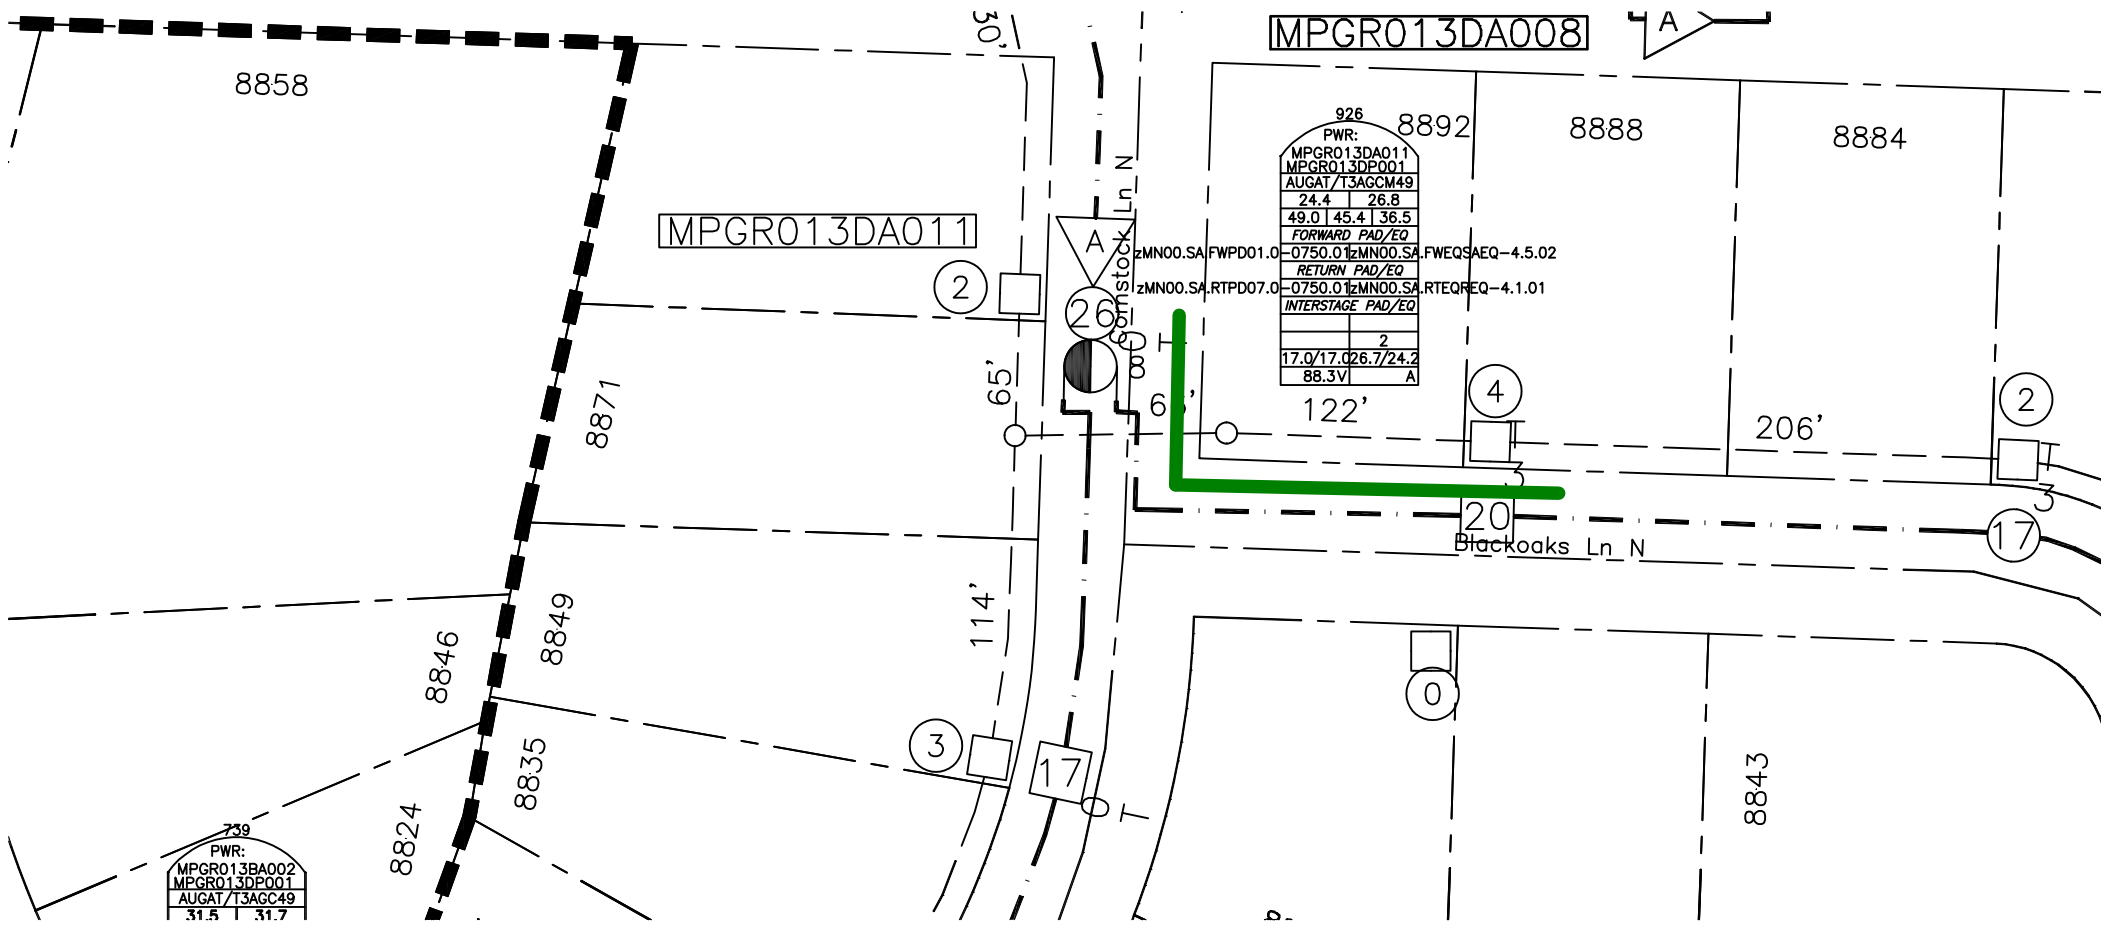 30'
MPGR013DA008
A
8858
926
PWR:
MPGR013DA011
MPGR013DP001
AUGAT/T3AGCM49
24.4 26.8
49.0 45.4 36.5
FORWARD PAD/EQ
zMN00.SA.FWPD01.0-0750.01 zMN00.SA.FWEQSAEQ-4.5.02
RETURN PAD/EQ
zMN00.SA.RTPD07.0-0750.01 zMN00.SA.RTEQREQ-4.1.01
INTERSTAGE PAD/EQ
2
17.0/17.0 26.7/24.2
88.3V A
8892
8888
8884
MPGR013DA011
Comstock Ln N
A
2
26
8
0
T
65'
122'
4
T
206'
2
T
3
3
20
17
Blackoaks Ln N
8871
114'
8849
8846
0
3
17
0
T
8835
8843
8824
739
PWR:
MPGR013BA002
MPGR013DP001
AUGAT/T3AGC49
31.5 31.7